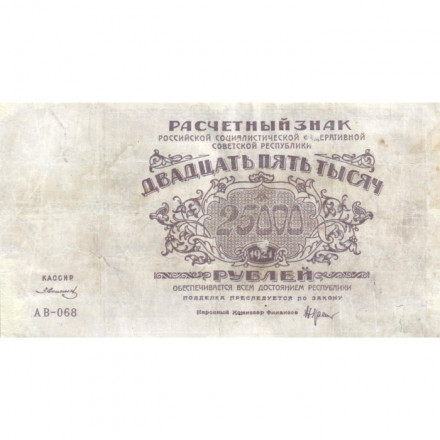 РАСЧЕТНЫЙ ЗНАК
РОССИЙСКОЙ СОЦИАЛИСТИЧЕСКОЙ ФЕДЕРАТИВНОЙ
СОВЕТСКОЙ РЕСПУБЛИКИ
ДВАДЦАТЬ ПЯТЬ ТЫСЯЧ
25000
1921
РУБЛЕЙ
ОБЕСПЕЧИВАЕТСЯ ВСЕМ ДОСТОЯНИЕМ РЕСПУБЛИКИ
ПОДДЕЛКА ПРЕСЛЕДУЕТСЯ ПО ЗАКОНУ
КАССИР
АВ-068
Народный Комиссар Финансов